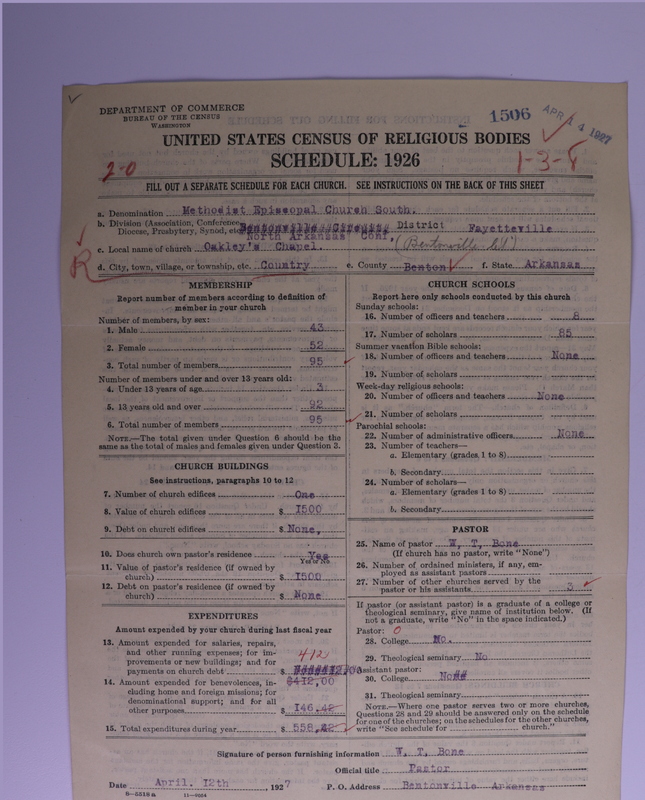 DEPARTMENT OF COMMERCE
BUREAU OF THE CENSUS
WASHINGTON
1506
APR 14 1927
UNITED STATES CENSUS OF RELIGIOUS BODIES
SCHEDULE: 1926
2-0
1-3-8
FILL OUT A SEPARATE SCHEDULE FOR EACH CHURCH. SEE INSTRUCTIONS ON THE BACK OF THIS SHEET
a. Denomination Methodist Episcopal Church South.
b. Division (Association, Conference, Bentonville Circuit District Fayetteville
Diocese, Presbytery, Synod, etc. North Arkansas Conf.
c. Local name of church Oakley's Chapel. (Bentonville Ct)
R
d. City, town, village, or township, etc. Country e. County Benton f. State Arkansas
MEMBERSHIP
Report number of members according to definition of
member in your church
Number of members, by sex:
1. Male 43
2. Female 52
3. Total number of members 95
Number of members under and over 13 years old:
4. Under 13 years of age 3
5. 13 years old and over 92
6. Total number of members 95
NOTE.—The total given under Question 6 should be the
same as the total of males and females given under Question 3.
CHURCH BUILDINGS
See instructions, paragraphs 10 to 12
7. Number of church edifices One
8. Value of church edifices $ 1500
9. Debt on church edifices $ None.
10. Does church own pastor's residence Yes
Yes or No
11. Value of pastor's residence (if owned by
church) $ 1500
12. Debt on pastor's residence (if owned by
church) $ None
EXPENDITURES
Amount expended by your church during last fiscal year
13. Amount expended for salaries, repairs,
and other running expenses; for im-
provements or new buildings; and for
payments on church debt $ 412
14. Amount expended for benevolences, in- $412,00
cluding home and foreign missions; for
denominational support; and for all
other purposes $ 146.42
15. Total expenditures during year $ 558.42
CHURCH SCHOOLS
Report here only schools conducted by this church
Sunday schools:
16. Number of officers and teachers 8
17. Number of scholars 85
Summer vacation Bible schools:
18. Number of officers and teachers None
19. Number of scholars
Week-day religious schools:
20. Number of officers and teachers None
21. Number of scholars
Parochial schools:
22. Number of administrative officers None
23. Number of teachers—
a. Elementary (grades 1 to 8)
b. Secondary
24. Number of scholars—
a. Elementary (grades 1 to 8)
b. Secondary
PASTOR
25. Name of pastor W. T. Bone
(If church has no pastor, write "None")
26. Number of ordained ministers, if any, em-
ployed as assistant pastors
27. Number of other churches served by the
pastor or his assistants 3
If pastor (or assistant pastor) is a graduate of a college or
theological seminary, give name of institution below. (If
not a graduate, write "No" in the space indicated.)
Pastor: 0
28. College No.
29. Theological seminary No
Assistant pastor:
30. College No
31. Theological seminary
NOTE.—Where one pastor serves two or more churches,
Questions 28 and 29 should be answered only on the schedule
for one of the churches; on the schedules for the other churches,
write "See schedule for church."
Signature of person furnishing information W. T. Bone
Official title Pastor
Date April. 12th, 1927 P. O. Address Bentonville Arkansas
8—5518a 11—9024